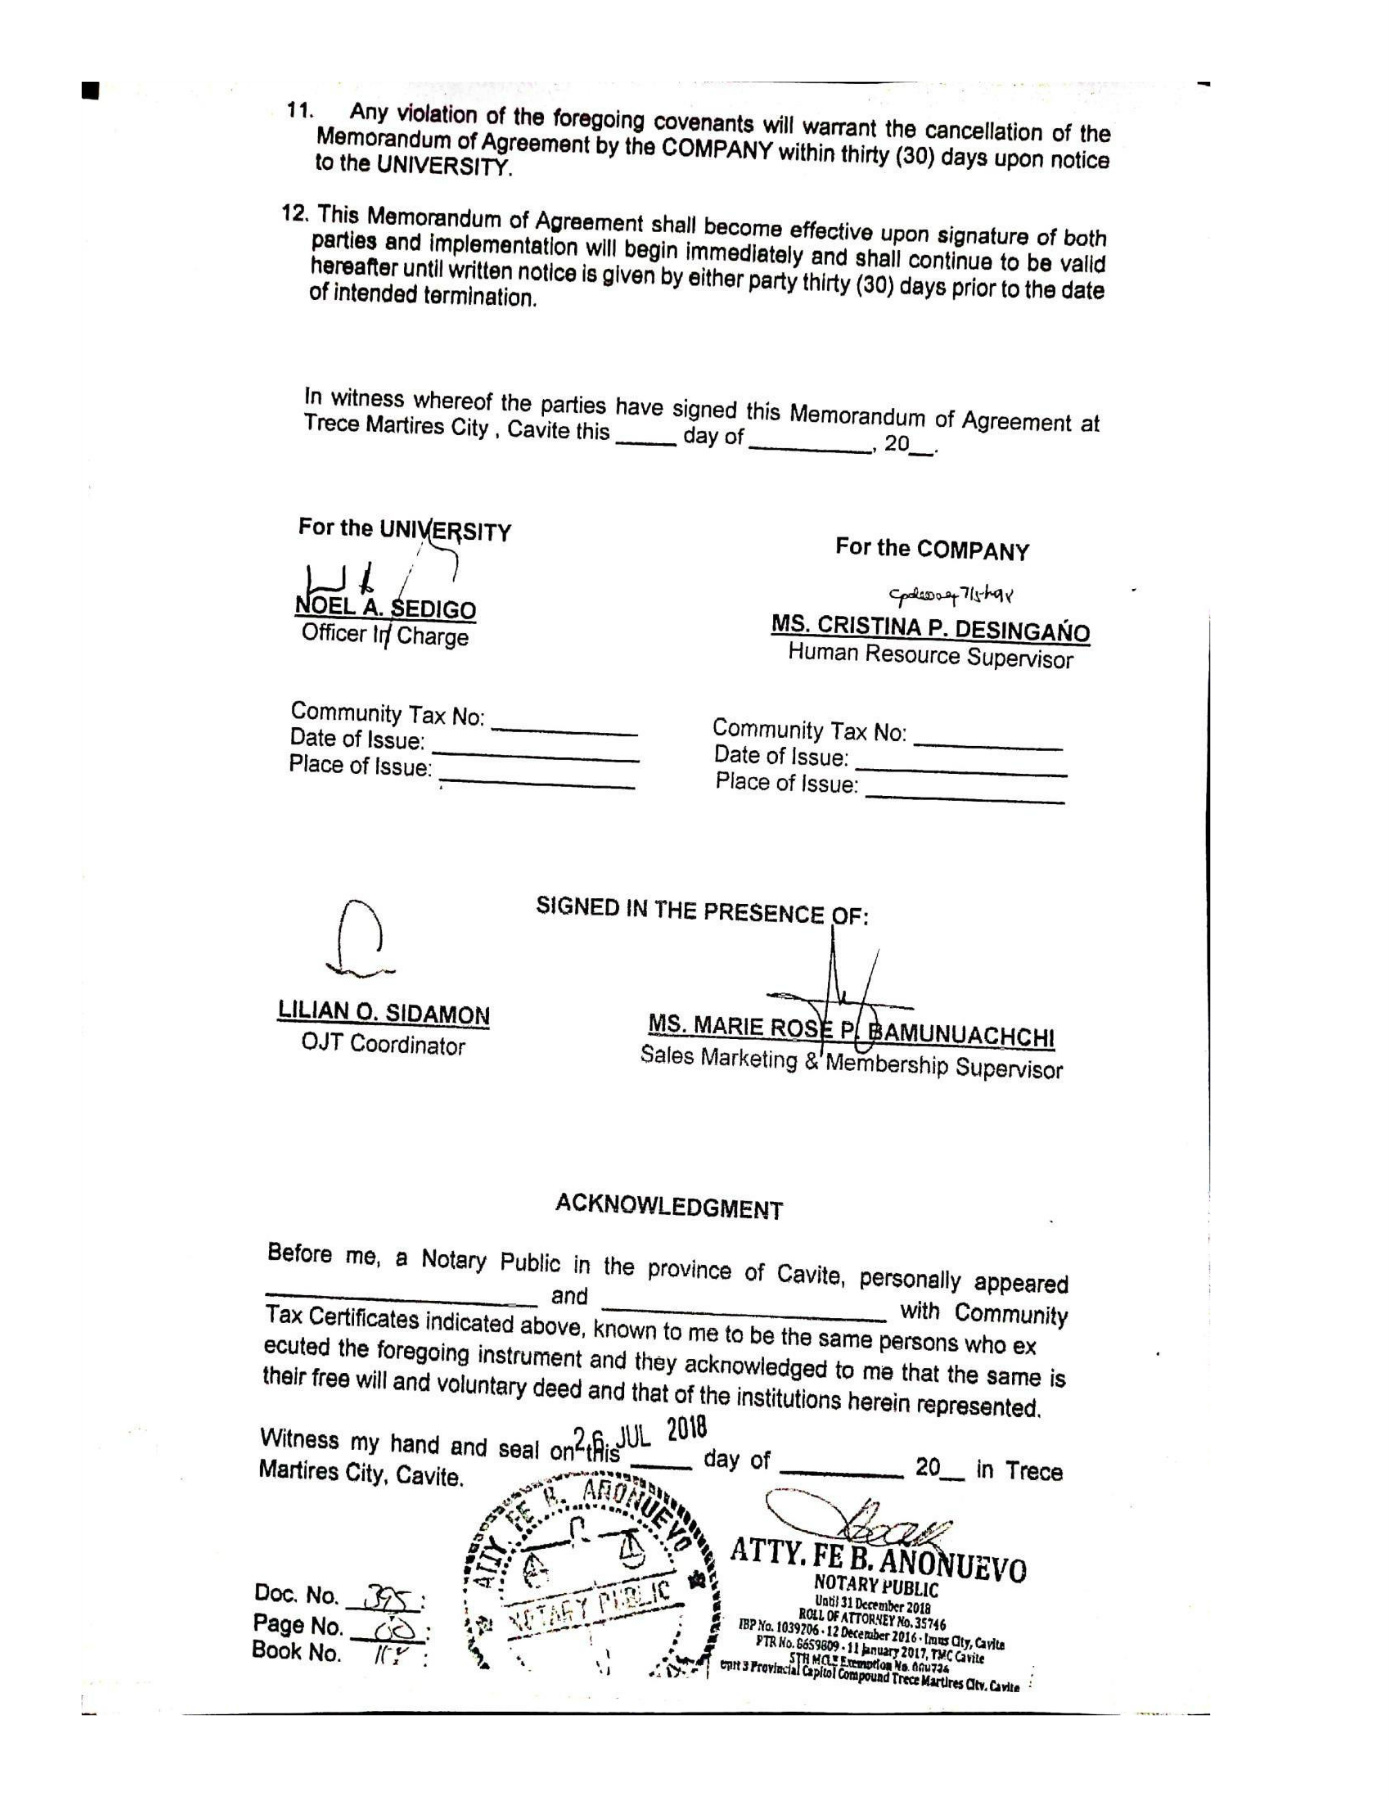 11. Any violation of the foregoing covenants will warrant the cancellation of the
Memorandum of Agreement by the COMPANY within thirty (30) days upon notice
to the UNIVERSITY.
12. This Memorandum of Agreement shall become effective upon signature of both
parties and implementation will begin immediately and shall continue to be valid
hereafter until written notice is given by either party thirty (30) days prior to the date
of intended termination.
In witness whereof the parties have signed this Memorandum of Agreement at
Trece Martires City , Cavite this _____ day of __________, 20__.
For the UNIVERSITY
For the COMPANY
NOEL A. SEDIGO
Officer In Charge
MS. CRISTINA P. DESINGAÑO
Human Resource Supervisor
Community Tax No: ____________
Date of Issue: _________________
Place of Issue: ________________
Community Tax No: ____________
Date of Issue: _________________
Place of Issue: ________________
SIGNED IN THE PRESENCE OF:
LILIAN O. SIDAMON
OJT Coordinator
MS. MARIE ROSE P. BAMUNUACHCHI
Sales Marketing & Membership Supervisor
ACKNOWLEDGMENT
Before me, a Notary Public in the province of Cavite, personally appeared
______________________ and _______________________ with Community
Tax Certificates indicated above, known to me to be the same persons who ex
ecuted the foregoing instrument and they acknowledged to me that the same is
their free will and voluntary deed and that of the institutions herein represented.
26 JUL 2018
Witness my hand and seal on this _____ day of __________ 20__ in Trece
Martires City, Cavite.
ATTY. FE B. ANONUEVO
NOTARY PUBLIC
ATTY. FE B. ANONUEVO
NOTARY PUBLIC
Until 31 December 2018
ROLL OF ATTORNEY No. 35746
IBP No. 1039206 - 12 December 2016 - Imus City, Cavite
PTR No. 8659809 - 11 January 2017, TMC Cavite
5TH MCLE Exemption No.
Unit 3 Provincial Capitol Compound Trece Martires City, Cavite
Doc. No. 395 :
Page No. :
Book No. :